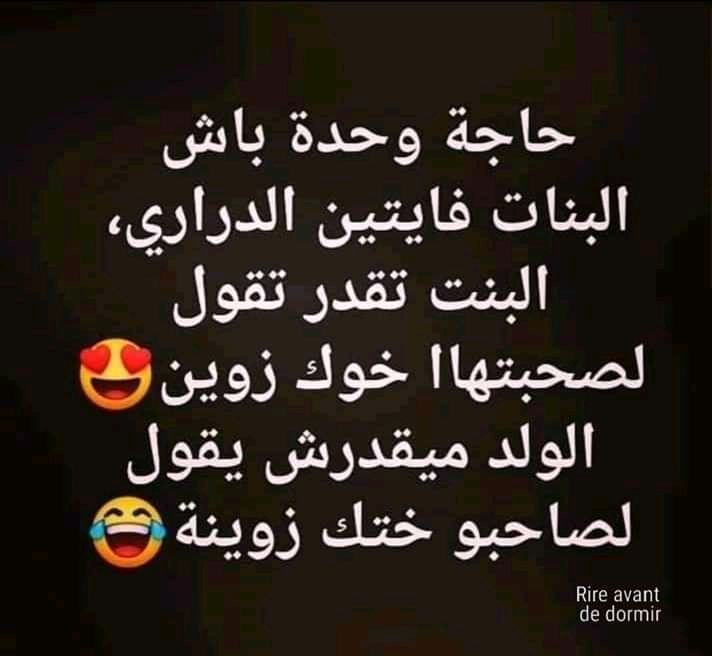 حاجة وحدة باش
البنات فايتين الدراري،
البنت تقدر تقول
لصحبتهاا خوك زوين😍
الولد ميقدرش يقول
لصاحبو ختك زوينة😂
Rire avant
de dormir